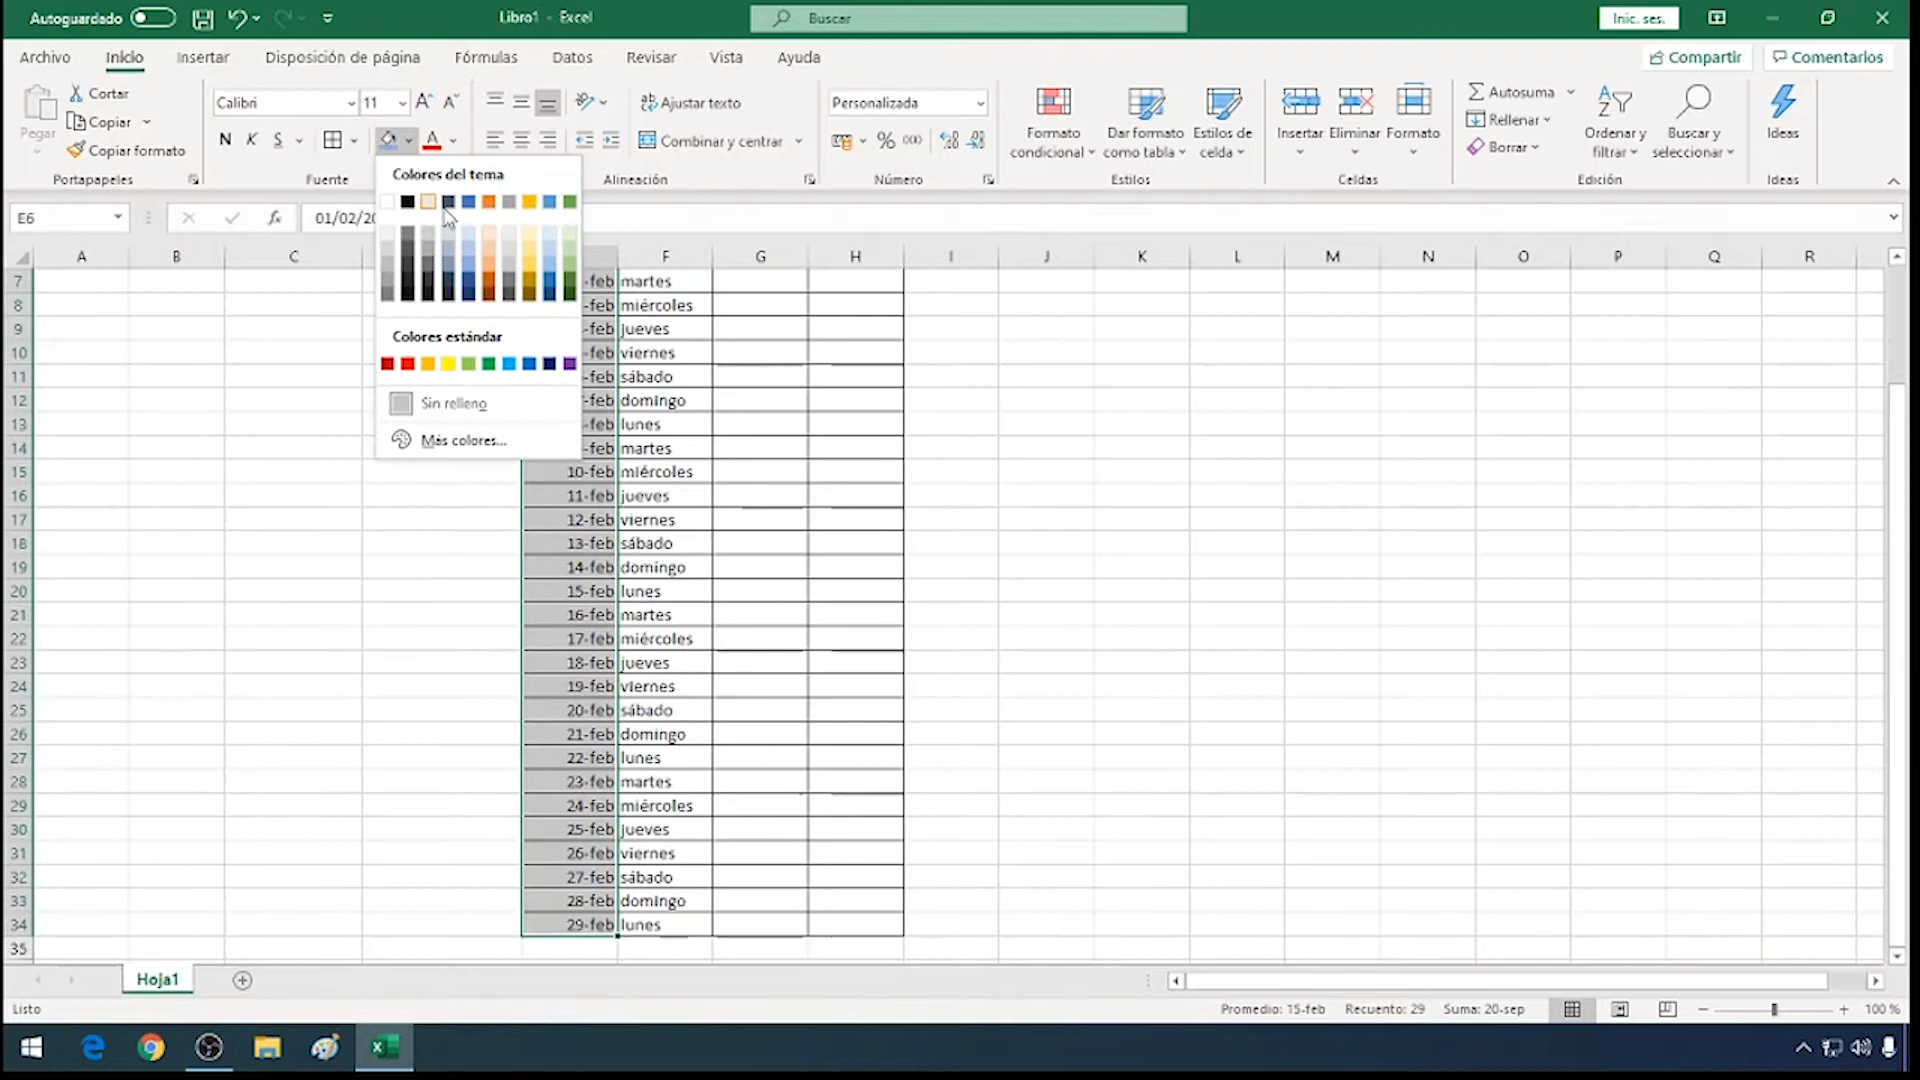 Autoguardado
Libro1 - Excel
Buscar
Inic. ses.
Archivo Inicio Insertar Disposición de página Fórmulas Datos Revisar Vista Ayuda
Compartir Comentarios
Pegar
Cortar
Copiar
Copiar formato
Portapapeles
Calibri 11
N K S A
Fuente
Ajustar texto
Combinar y centrar
Alineación
Personalizada
% 000
Número
Formato condicional
Dar formato como tabla
Estilos de celda
Estilos
Insertar Eliminar Formato
Celdas
Autosuma
Rellenar
Borrar
Ordenar y filtrar
Buscar y seleccionar
Edición
Ideas
Ideas
E6 fx 01/02/20
Colores del tema
Colores estándar
Sin relleno
Más colores...
A B C F G H I J K L M N O P Q R
7 -feb martes
8 -feb miércoles
9 -feb jueves
10 -feb viernes
11 -feb sábado
12 -feb domingo
13 -feb lunes
14 -feb martes
15 10-feb miércoles
16 11-feb jueves
17 12-feb viernes
18 13-feb sábado
19 14-feb domingo
20 15-feb lunes
21 16-feb martes
22 17-feb miércoles
23 18-feb jueves
24 19-feb viernes
25 20-feb sábado
26 21-feb domingo
27 22-feb lunes
28 23-feb martes
29 24-feb miércoles
30 25-feb jueves
31 26-feb viernes
32 27-feb sábado
33 28-feb domingo
34 29-feb lunes
35
Hoja1
Listo
Promedio: 15-feb Recuento: 29 Suma: 20-sep
100 %